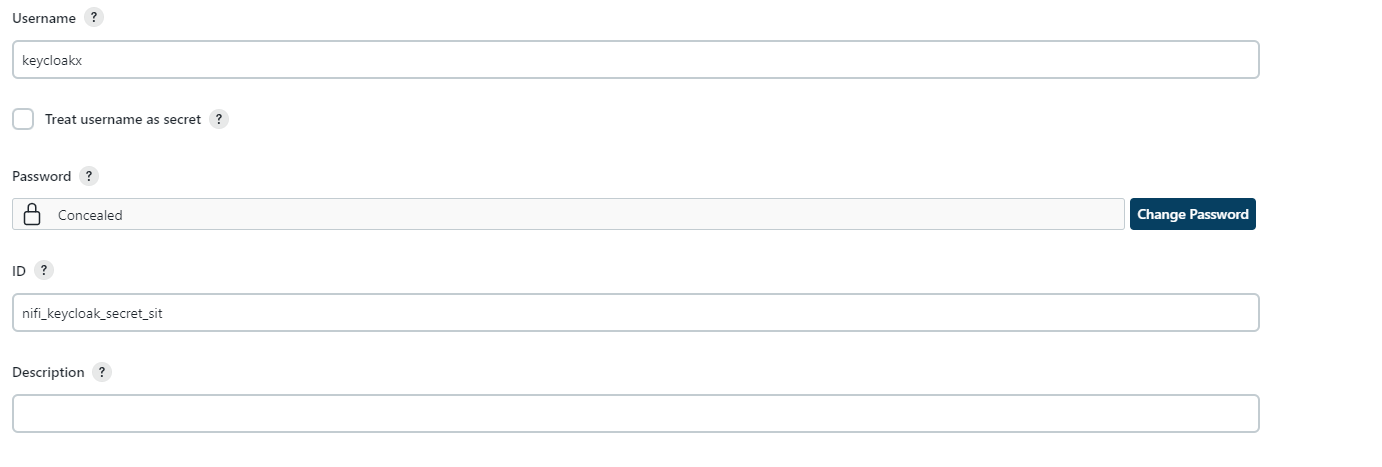 Username ?
keycloakx
Treat username as secret ?
Password ?
Concealed Change Password
ID ?
nifi_keycloak_secret_sit
Description ?